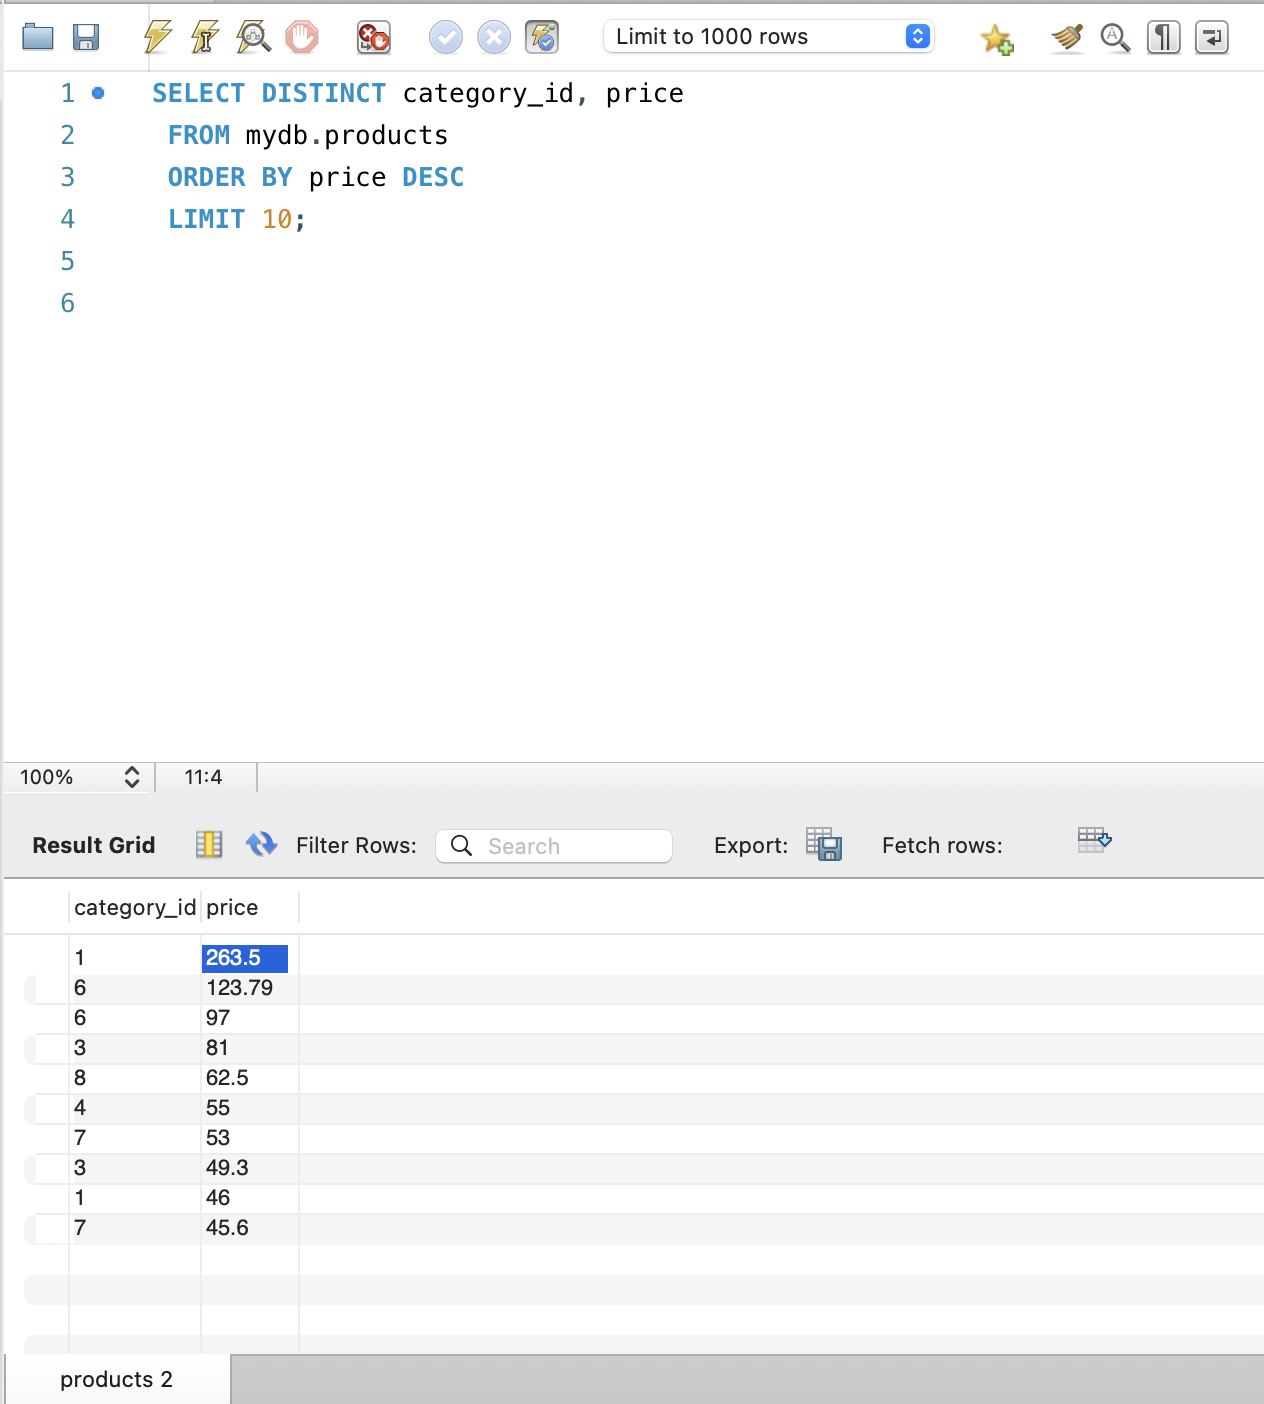 Limit to 1000 rows
1 SELECT DISTINCT category_id, price
2 FROM mydb.products
3 ORDER BY price DESC
4 LIMIT 10;
5
6
100% 11:4
Result Grid Filter Rows: Search Export: Fetch rows:
category_id price
1 263.5
6 123.79
6 97
3 81
8 62.5
4 55
7 53
3 49.3
1 46
7 45.6
products 2